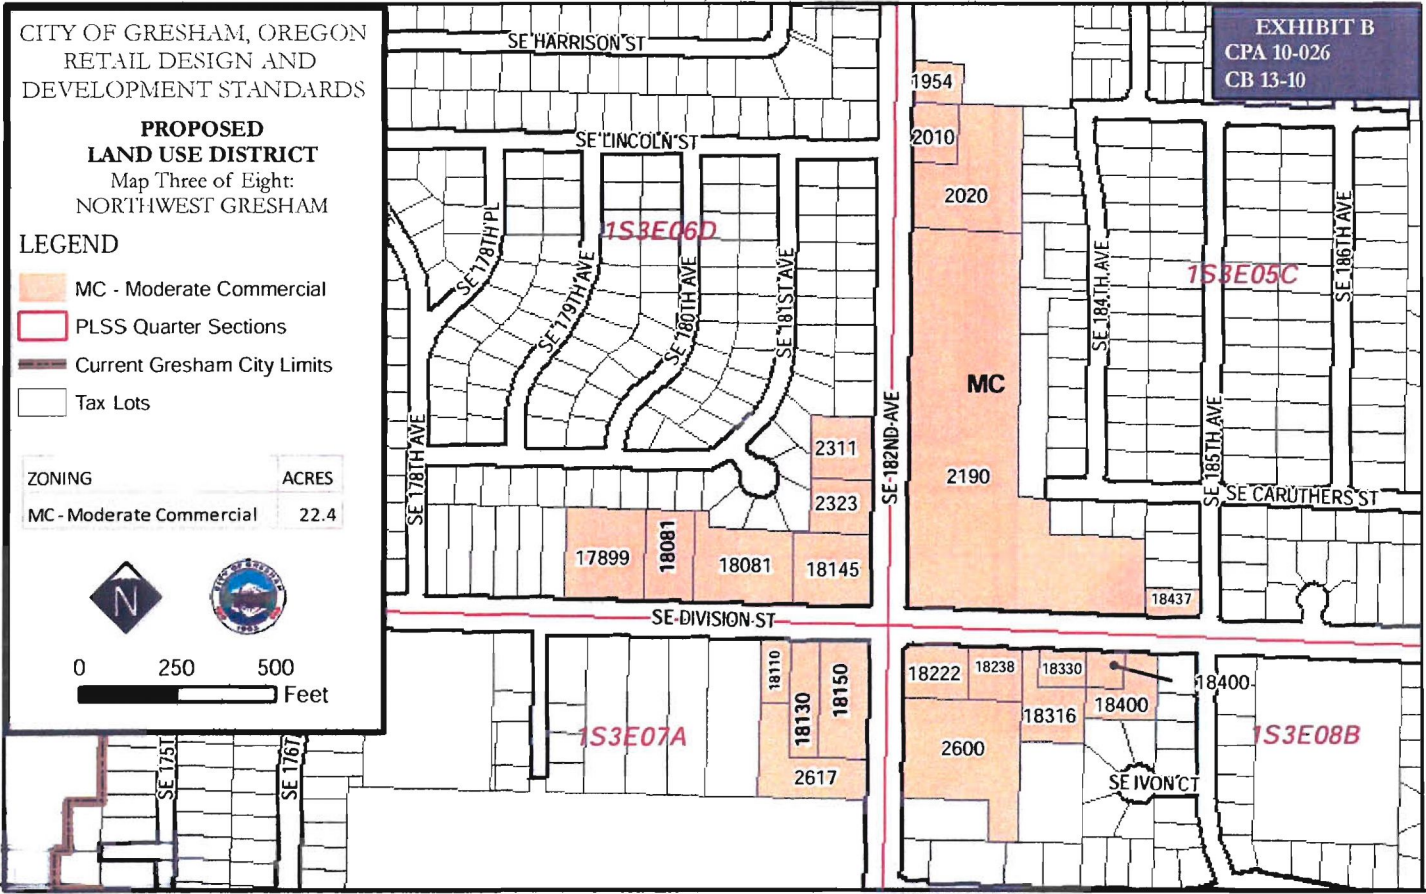 CITY OF GRESHAM, OREGON
RETAIL DESIGN AND
DEVELOPMENT STANDARDS
PROPOSED
LAND USE DISTRICT
Map Three of Eight:
NORTHWEST GRESHAM
LEGEND
MC - Moderate Commercial
PLSS Quarter Sections
Current Gresham City Limits
Tax Lots
ZONING ACRES
MC - Moderate Commercial 22.4
N
CITY OF GRESHAM
0 250 500
Feet
EXHIBIT B
CPA 10-026
CB 13-10
SE HARRISON ST
SE LINCOLN ST
SE 178TH PL
SE 179TH AVE
SE 180TH AVE
SE 181ST AVE
1S3E06D
SE 178TH AVE
SE 182ND AVE
1954
2010
2020
MC
2190
SE 184TH AVE
SE 185TH AVE
SE 186TH AVE
1S3E05C
SE CARUTHERS ST
2311
2323
17899
18081
18081
18145
18437
SE DIVISION ST
18110
18130
18150
2617
1S3E07A
18222
18238
18330
18400
18316
18400
2600
SE IVON CT
1S3E08B
SE 175T
SE 176T